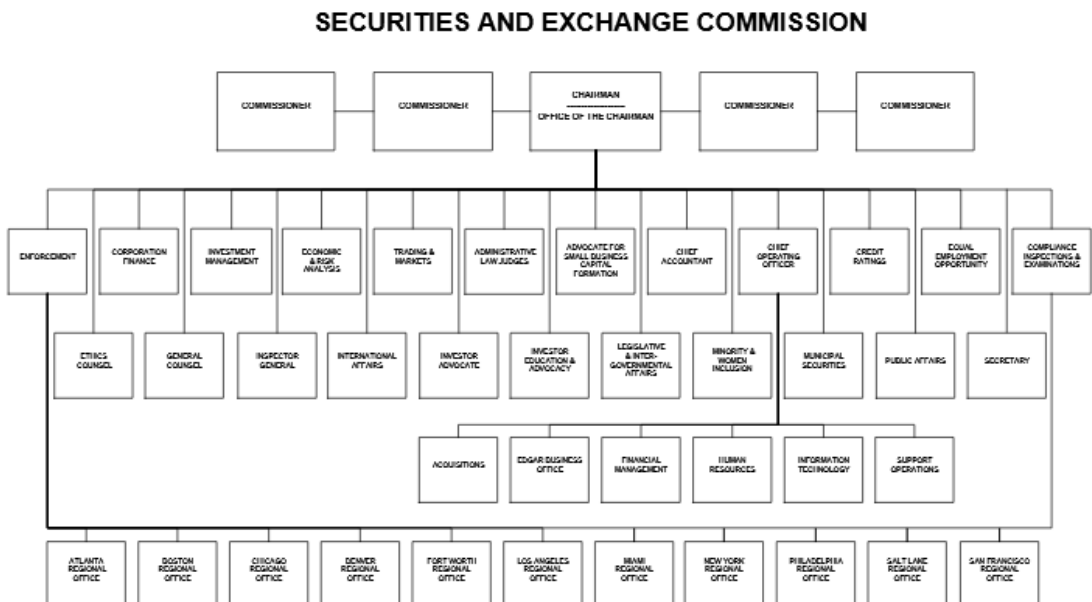 SECURITIES AND EXCHANGE COMMISSION
COMMISSIONER
COMMISSIONER
CHAIRMAN
--------------------
OFFICE OF THE CHAIRMAN
COMMISSIONER
COMMISSIONER
ENFORCEMENT
CORPORATION
FINANCE
INVESTMENT
MANAGEMENT
ECONOMIC
& RISK
ANALYSIS
TRADING &
MARKETS
ADMINISTRATIVE
LAW JUDGES
ADVOCATE FOR
SMALL BUSINESS
CAPITAL
FORMATION
CHIEF
ACCOUNTANT
CHIEF
OPERATING
OFFICER
CREDIT
RATINGS
EQUAL
EMPLOYMENT
OPPORTUNITY
COMPLIANCE
INSPECTIONS &
EXAMINATIONS
ETHICS
COUNSEL
GENERAL
COUNSEL
INSPECTOR
GENERAL
INTERNATIONAL
AFFAIRS
INVESTOR
ADVOCATE
INVESTOR
EDUCATION &
ADVOCACY
LEGISLATIVE
& INTER-
GOVERNMENTAL
AFFAIRS
MINORITY &
WOMEN
INCLUSION
MUNICIPAL
SECURITIES
PUBLIC AFFAIRS
SECRETARY
ACQUISITIONS
EDGAR BUSINESS
OFFICE
FINANCIAL
MANAGEMENT
HUMAN
RESOURCES
INFORMATION
TECHNOLOGY
SUPPORT
OPERATIONS
ATLANTA
REGIONAL
OFFICE
BOSTON
REGIONAL
OFFICE
CHICAGO
REGIONAL
OFFICE
DENVER
REGIONAL
OFFICE
FORT WORTH
REGIONAL
OFFICE
LOS ANGELES
REGIONAL
OFFICE
MIAMI
REGIONAL
OFFICE
NEW YORK
REGIONAL
OFFICE
PHILADELPHIA
REGIONAL
OFFICE
SALT LAKE
REGIONAL
OFFICE
SAN FRANCISCO
REGIONAL
OFFICE